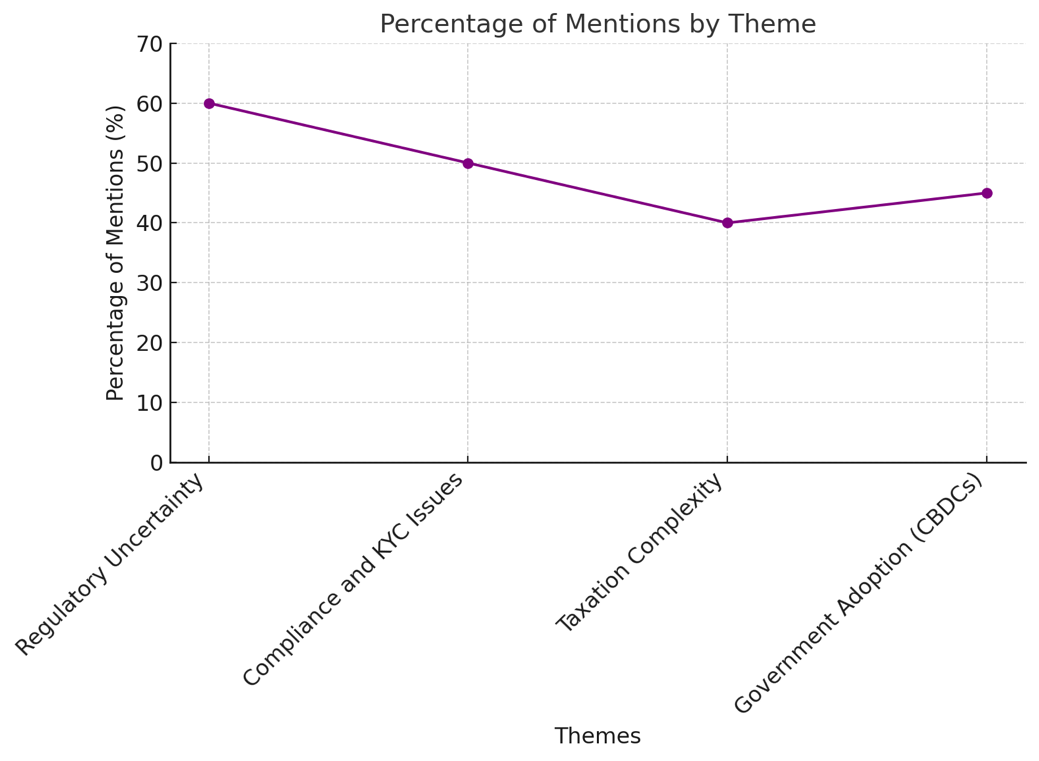 Percentage of Mentions by Theme
Percentage of Mentions (%)
70
60
50
40
30
20
10
0
Regulatory Uncertainty
Compliance and KYC Issues
Taxation Complexity
Government Adoption (CBDCs)
Themes